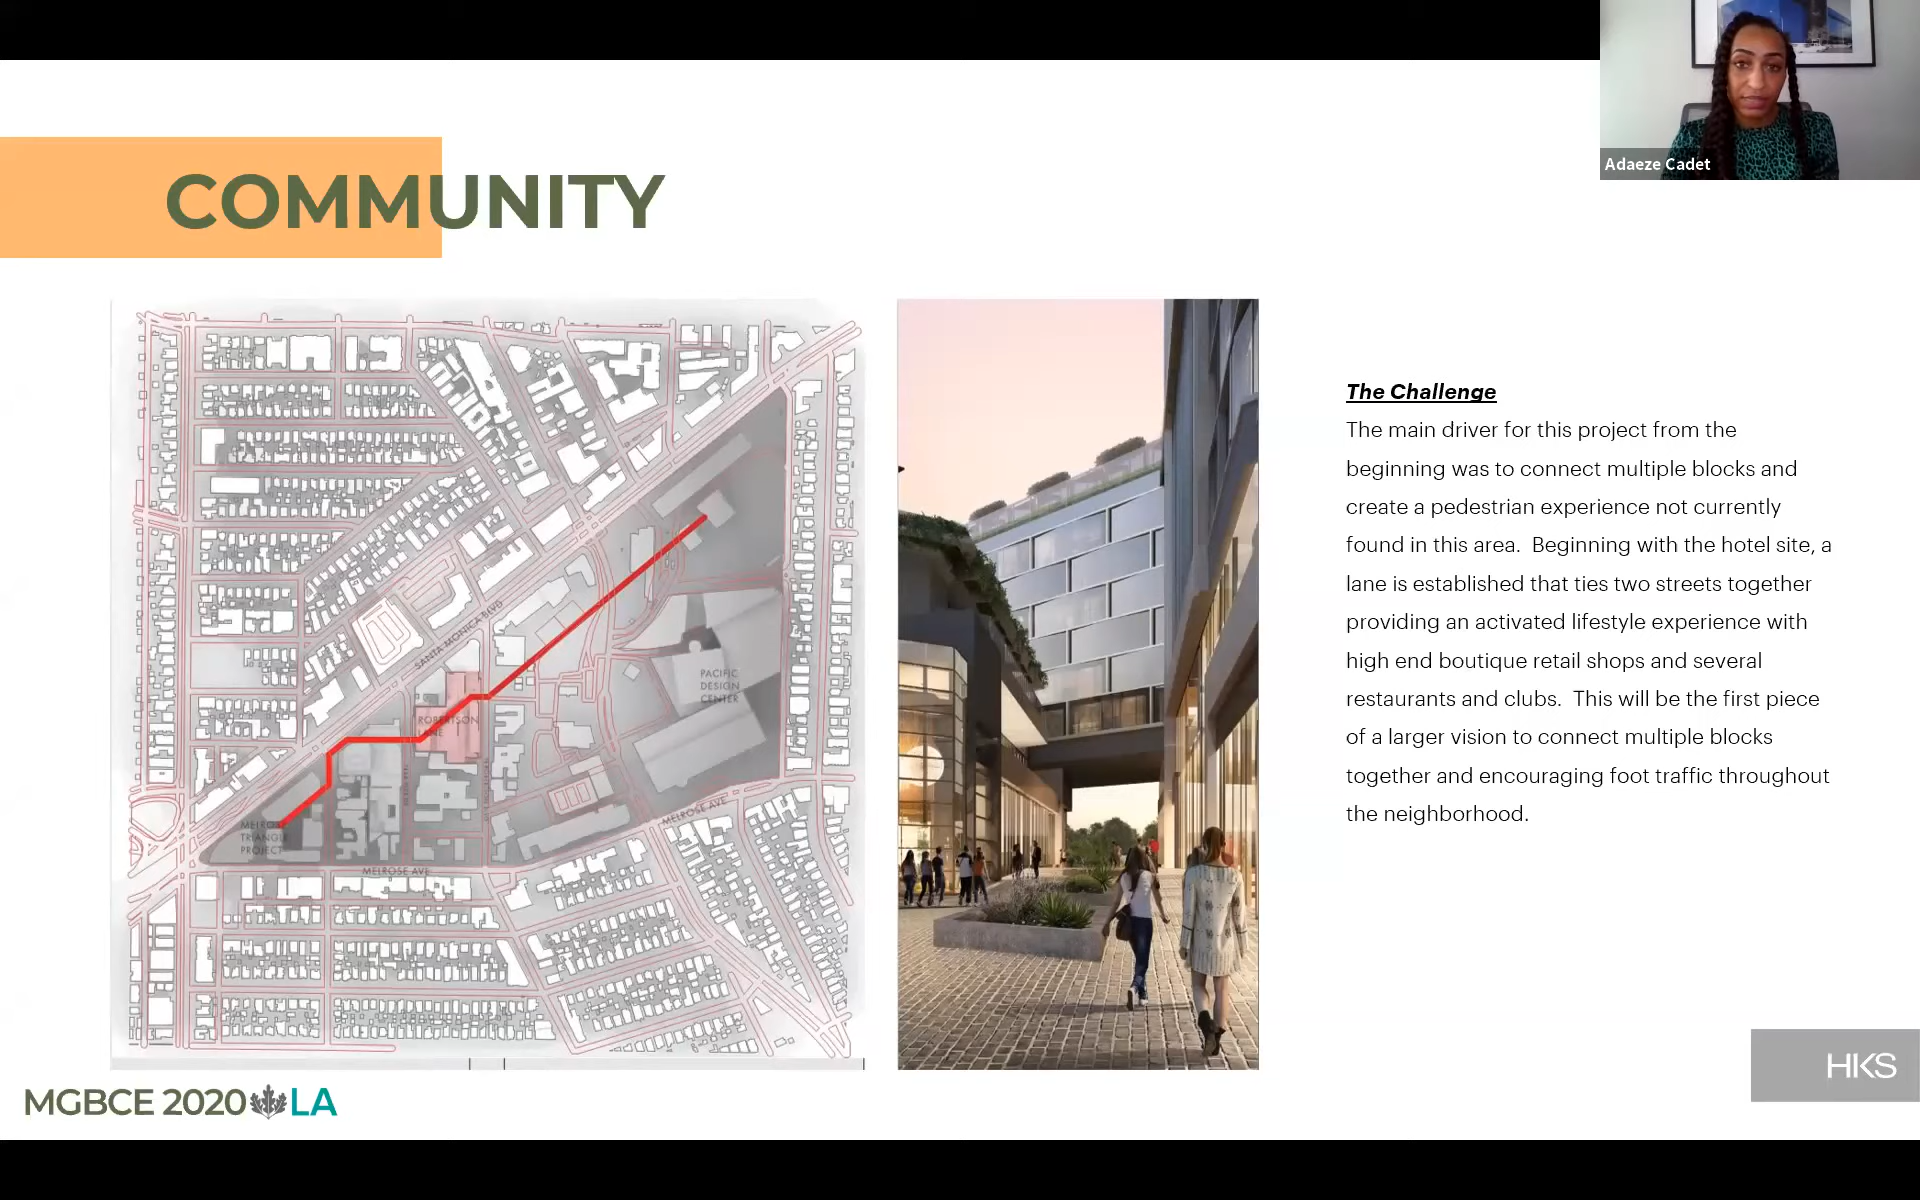 Adaeze Cadet
COMMUNITY
SANTA MONICA BLVD
PACIFIC
DESIGN
CENTER
ROBERTSON
LANE
MELROSE AVE
MELROSE
TRIANGLE
PROJECT
MELROSE AVE
The Challenge
The main driver for this project from the
beginning was to connect multiple blocks and
create a pedestrian experience not currently
found in this area.  Beginning with the hotel site, a
lane is established that ties two streets together
providing an activated lifestyle experience with
high end boutique retail shops and several
restaurants and clubs.  This will be the first piece
of a larger vision to connect multiple blocks
together and encouraging foot traffic throughout
the neighborhood.
HKS
MGBCE 2020 LA